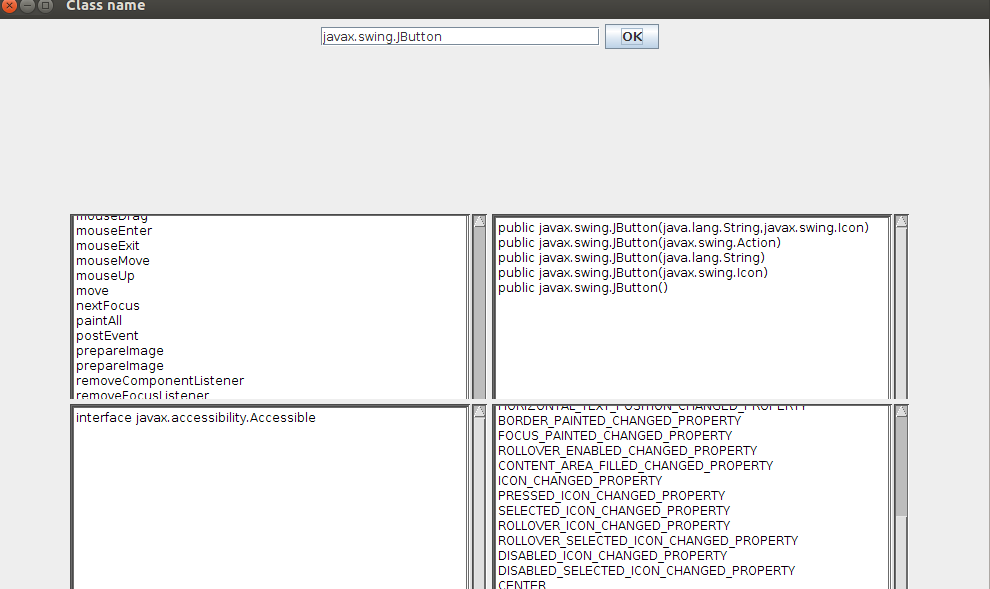 Class name
javax.swing.JButton
OK
mouseDrag
mouseEnter
mouseExit
mouseMove
mouseUp
move
nextFocus
paintAll
postEvent
prepareImage
prepareImage
removeComponentListener
removeFocusListener
public javax.swing.JButton(java.lang.String,javax.swing.Icon)
public javax.swing.JButton(javax.swing.Action)
public javax.swing.JButton(java.lang.String)
public javax.swing.JButton(javax.swing.Icon)
public javax.swing.JButton()
interface javax.accessibility.Accessible
HORIZONTAL_TEXT_POSITION_CHANGED_PROPERTY
BORDER_PAINTED_CHANGED_PROPERTY
FOCUS_PAINTED_CHANGED_PROPERTY
ROLLOVER_ENABLED_CHANGED_PROPERTY
CONTENT_AREA_FILLED_CHANGED_PROPERTY
ICON_CHANGED_PROPERTY
PRESSED_ICON_CHANGED_PROPERTY
SELECTED_ICON_CHANGED_PROPERTY
ROLLOVER_ICON_CHANGED_PROPERTY
ROLLOVER_SELECTED_ICON_CHANGED_PROPERTY
DISABLED_ICON_CHANGED_PROPERTY
DISABLED_SELECTED_ICON_CHANGED_PROPERTY
CENTER